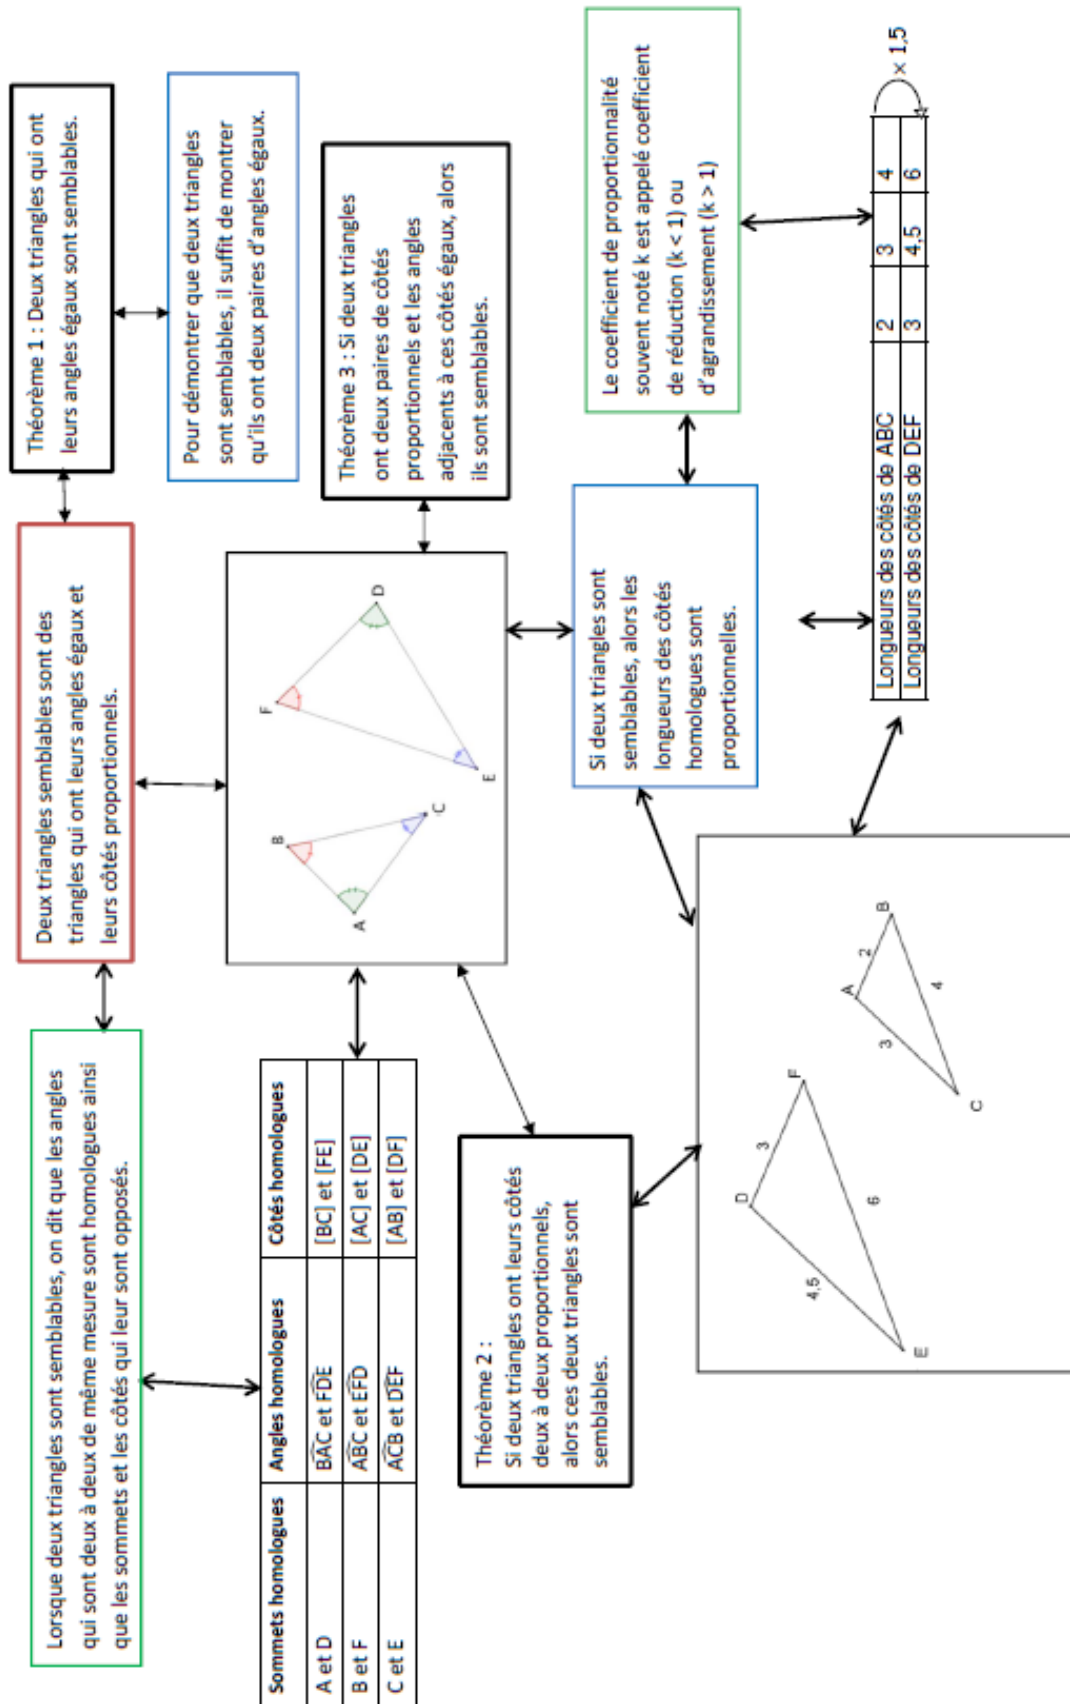 Lorsque deux triangles sont semblables, on dit que les angles
qui sont deux à deux de même mesure sont homologues ainsi
que les sommets et les côtés qui leur sont opposés.
Deux triangles semblables sont des
triangles qui ont leurs angles égaux et
leurs côtés proportionnels.
Théorème 1 : Deux triangles qui ont
leurs angles égaux sont semblables.
Pour démontrer que deux triangles
sont semblables, il suffit de montrer
qu'ils ont deux paires d'angles égaux.
Sommets homologues Angles homologues Côtés homologues
A et D BAC et FDE [BC] et [FE]
B et F ABC et EFD [AC] et [DE]
C et E ACB et DEF [AB] et [DF]
A
B
C
E
F
D
Théorème 3 : Si deux triangles
ont deux paires de côtés
proportionnels et les angles
adjacents à ces côtés égaux, alors
ils sont semblables.
Théorème 2 :
Si deux triangles ont leurs côtés
deux à deux proportionnels,
alors ces deux triangles sont
semblables.
Si deux triangles sont
semblables, alors les
longueurs des côtés
homologues sont
proportionnelles.
Le coefficient de proportionnalité
souvent noté k est appelé coefficient
de réduction (k < 1) ou
d'agrandissement (k > 1)
D
3
F
4,5
6
E
A
2
B
3
4
C
Longueurs des côtés de ABC 2 3 4
Longueurs des côtés de DEF 3 4,5 6
× 1,5